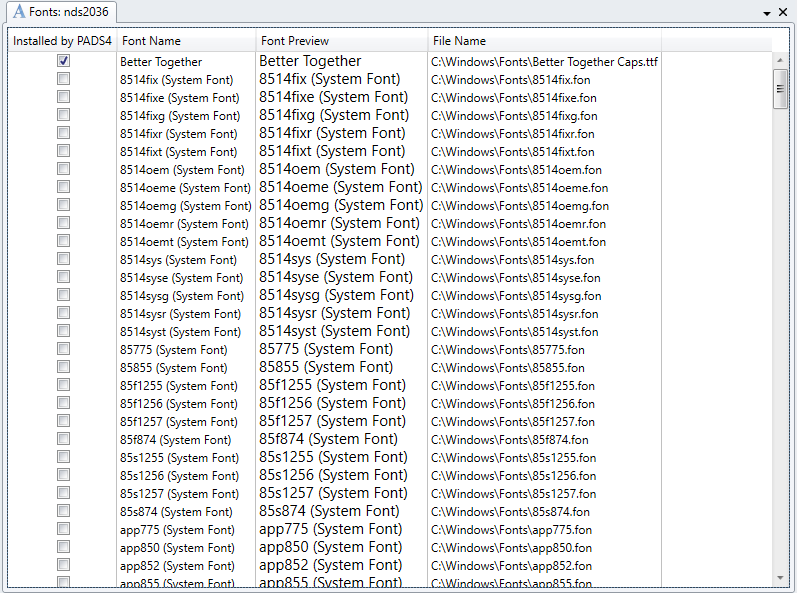 Fonts: nds2036
Installed by PADS4 Font Name Font Preview File Name
Better Together Better Together C:\Windows\Fonts\Better Together Caps.ttf
8514fix (System Font) 8514fix (System Font) C:\Windows\Fonts\8514fix.fon
8514fixe (System Font) 8514fixe (System Font) C:\Windows\Fonts\8514fixe.fon
8514fixg (System Font) 8514fixg (System Font) C:\Windows\Fonts\8514fixg.fon
8514fixr (System Font) 8514fixr (System Font) C:\Windows\Fonts\8514fixr.fon
8514fixt (System Font) 8514fixt (System Font) C:\Windows\Fonts\8514fixt.fon
8514oem (System Font) 8514oem (System Font) C:\Windows\Fonts\8514oem.fon
8514oeme (System Font) 8514oeme (System Font) C:\Windows\Fonts\8514oeme.fon
8514oemg (System Font) 8514oemg (System Font) C:\Windows\Fonts\8514oemg.fon
8514oemr (System Font) 8514oemr (System Font) C:\Windows\Fonts\8514oemr.fon
8514oemt (System Font) 8514oemt (System Font) C:\Windows\Fonts\8514oemt.fon
8514sys (System Font) 8514sys (System Font) C:\Windows\Fonts\8514sys.fon
8514syse (System Font) 8514syse (System Font) C:\Windows\Fonts\8514syse.fon
8514sysg (System Font) 8514sysg (System Font) C:\Windows\Fonts\8514sysg.fon
8514sysr (System Font) 8514sysr (System Font) C:\Windows\Fonts\8514sysr.fon
8514syst (System Font) 8514syst (System Font) C:\Windows\Fonts\8514syst.fon
85775 (System Font) 85775 (System Font) C:\Windows\Fonts\85775.fon
85855 (System Font) 85855 (System Font) C:\Windows\Fonts\85855.fon
85f1255 (System Font) 85f1255 (System Font) C:\Windows\Fonts\85f1255.fon
85f1256 (System Font) 85f1256 (System Font) C:\Windows\Fonts\85f1256.fon
85f1257 (System Font) 85f1257 (System Font) C:\Windows\Fonts\85f1257.fon
85f874 (System Font) 85f874 (System Font) C:\Windows\Fonts\85f874.fon
85s1255 (System Font) 85s1255 (System Font) C:\Windows\Fonts\85s1255.fon
85s1256 (System Font) 85s1256 (System Font) C:\Windows\Fonts\85s1256.fon
85s1257 (System Font) 85s1257 (System Font) C:\Windows\Fonts\85s1257.fon
85s874 (System Font) 85s874 (System Font) C:\Windows\Fonts\85s874.fon
app775 (System Font) app775 (System Font) C:\Windows\Fonts\app775.fon
app850 (System Font) app850 (System Font) C:\Windows\Fonts\app850.fon
app852 (System Font) app852 (System Font) C:\Windows\Fonts\app852.fon
app855 (System Font) app855 (System Font) C:\Windows\Fonts\app855.fon